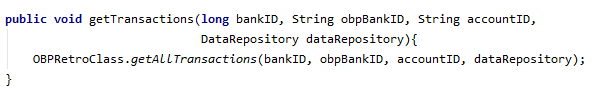 public void getTransactions(long bankID, String obpBankID, String accountID,
DataRepository dataRepository){
OBPRetroClass.getAllTransactions(bankID, obpBankID, accountID, dataRepository);
}